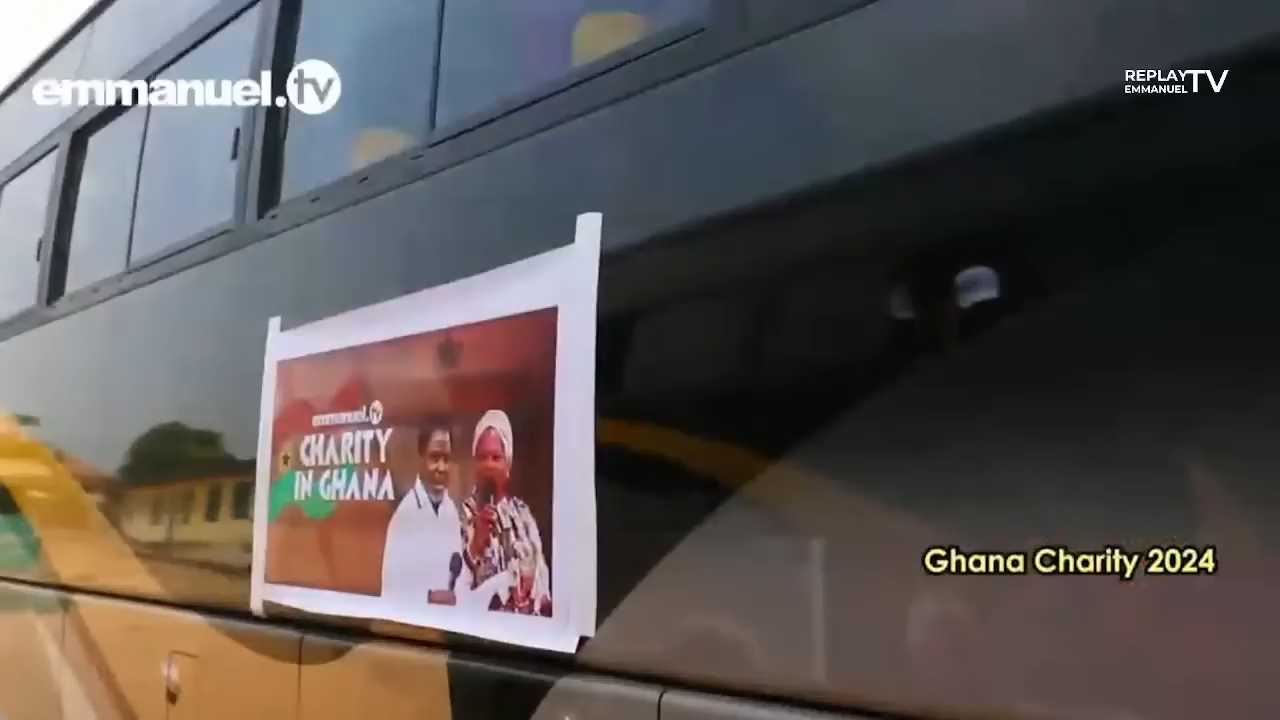 emmanuel.tv
REPLAY TV
EMMANUEL
emmanuel.tv
CHARITY
IN GHANA
Ghana Charity 2024